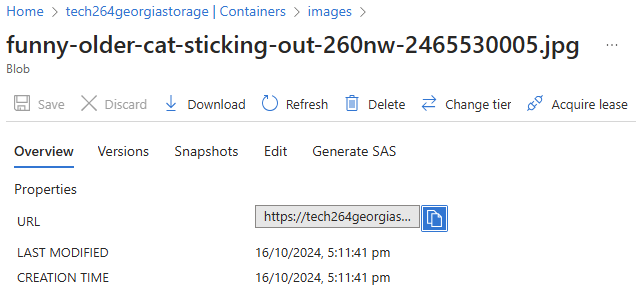 Home > tech264georgiastorage | Containers > images >
funny-older-cat-sticking-out-260nw-2465530005.jpg ...
Blob
Save Discard Download Refresh Delete Change tier Acquire lease
Overview Versions Snapshots Edit Generate SAS
Properties
URL https://tech264georgias...
LAST MODIFIED 16/10/2024, 5:11:41 pm
CREATION TIME 16/10/2024, 5:11:41 pm